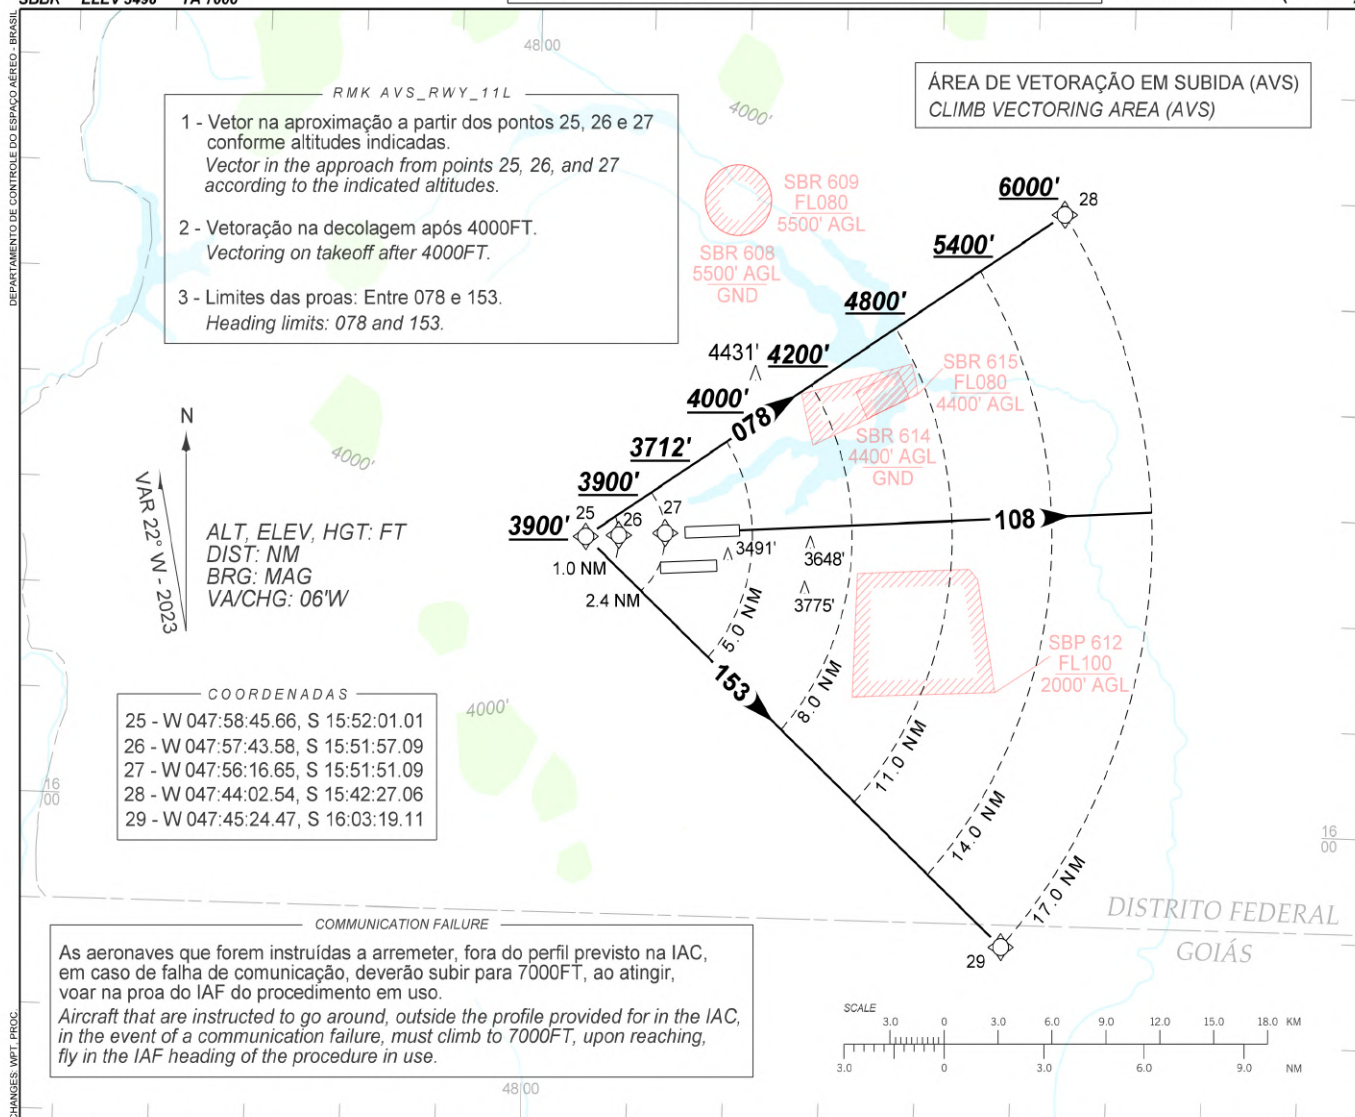 SBBR ELEV 3498 TA 7000
DEPARTAMENTO DE CONTROLE DO ESPAÇO AÉREO - BRASIL
48 00
ÁREA DE VETORAÇÃO EM SUBIDA (AVS)
CLIMB VECTORING AREA (AVS)
RMK AVS_RWY_11L
1 - Vetor na aproximação a partir dos pontos 25, 26 e 27
conforme altitudes indicadas.
Vector in the approach from points 25, 26, and 27
according to the indicated altitudes.
2 - Vetoração na decolagem após 4000FT.
Vectoring on takeoff after 4000FT.
3 - Limites das proas: Entre 078 e 153.
Heading limits: 078 and 153.
4000'
SBR 609
FL080
5500' AGL
SBR 608
5500' AGL
GND
6000'
28
5400'
4800'
4431'
4200'
SBR 615
FL080
4400' AGL
4000'
078
SBR 614
4400' AGL
GND
3712'
4000'
3900'
N
VAR 22° W - 2023
ALT, ELEV, HGT: FT
DIST: NM
BRG: MAG
VA/CHG: 06'W
3900'
25
26
27
108
3491'
3648'
3775'
1.0 NM
2.4 NM
5.0 NM
8.0 NM
11.0 NM
14.0 NM
17.0 NM
153
SBP 612
FL100
2000' AGL
COORDENADAS
25 - W 047:58:45.66, S 15:52:01.01
26 - W 047:57:43.58, S 15:51:57.09
27 - W 047:56:16.65, S 15:51:51.09
28 - W 047:44:02.54, S 15:42:27.06
29 - W 047:45:24.47, S 16:03:19.11
4000'
16
00
16
00
DISTRITO FEDERAL
GOIÁS
29
COMMUNICATION FAILURE
As aeronaves que forem instruídas a arremeter, fora do perfil previsto na IAC,
em caso de falha de comunicação, deverão subir para 7000FT, ao atingir,
voar na proa do IAF do procedimento em uso.
Aircraft that are instructed to go around, outside the profile provided for in the IAC,
in the event of a communication failure, must climb to 7000FT, upon reaching,
fly in the IAF heading of the procedure in use.
SCALE
3.0 0 3.0 6.0 9.0 12.0 15.0 18.0 KM
3.0 0 3.0 6.0 9.0 NM
48 00
CHANGES: WPT, PROC.